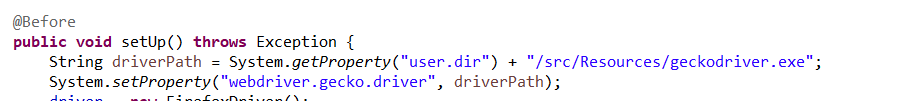 @Before
public void setUp() throws Exception {
String driverPath = System.getProperty("user.dir") + "/src/Resources/geckodriver.exe";
System.setProperty("webdriver.gecko.driver", driverPath);
driver = new FirefoxDriver();